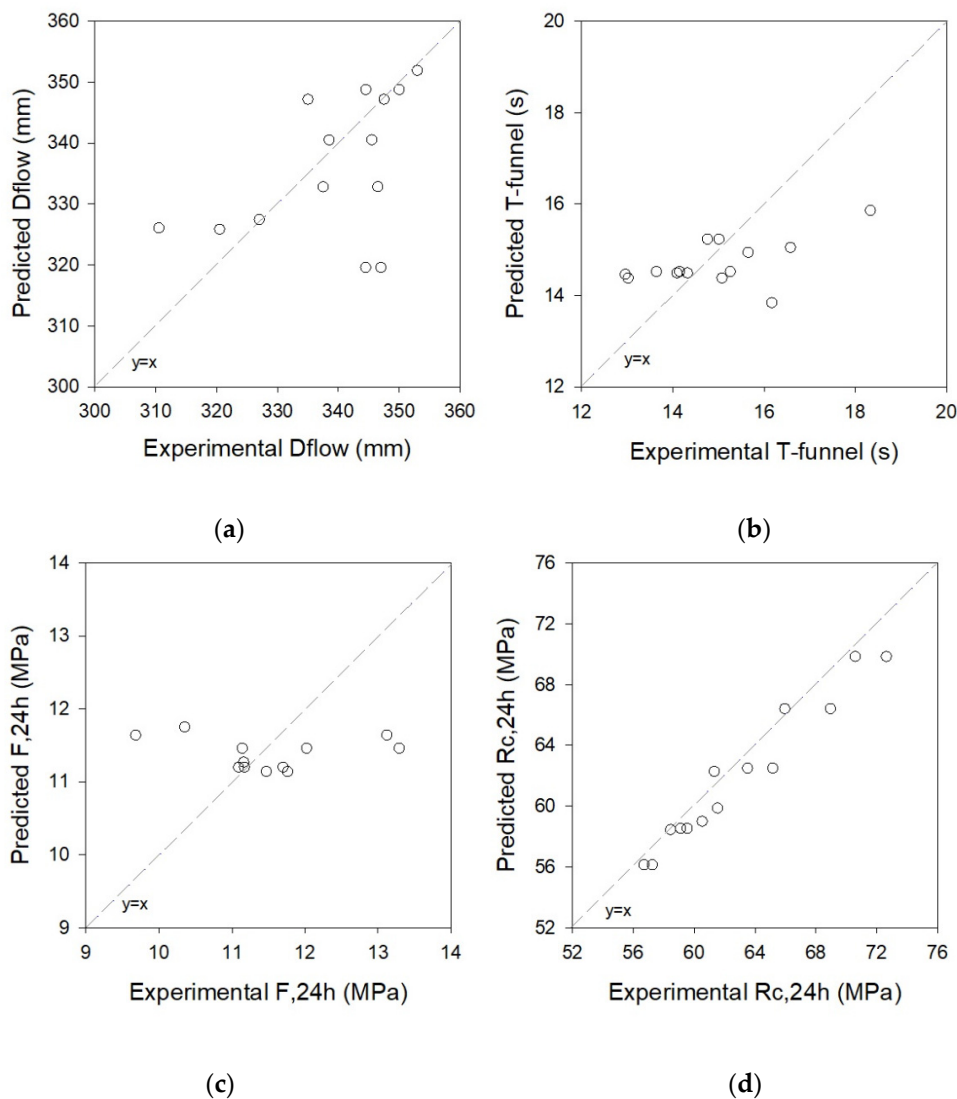 360
350
340
330
320
310
300
Predicted Dflow (mm)
y=x
300 310 320 330 340 350 360
Experimental Dflow (mm)
(a)
20
18
16
14
12
Predicted T-funnel (s)
y=x
12 14 16 18 20
Experimental T-funnel (s)
(b)
14
13
12
11
10
9
Predicted F,24h (MPa)
y=x
9 10 11 12 13 14
Experimental F,24h (MPa)
(c)
76
72
68
64
60
56
52
Predicted Rc,24h (MPa)
y=x
52 56 60 64 68 72 76
Experimental Rc,24h (MPa)
(d)